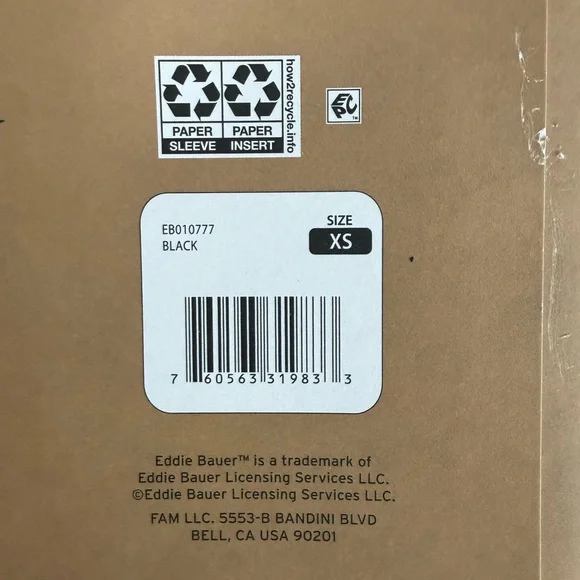 PAPER PAPER
SLEEVE INSERT
how2recycle.info
EPC™
EB010777
BLACK
SIZE
XS
7 60563 31983 3
Eddie Bauer™ is a trademark of
Eddie Bauer Licensing Services LLC.
©Eddie Bauer Licensing Services LLC.
FAM LLC. 5553-B BANDINI BLVD
BELL, CA USA 90201